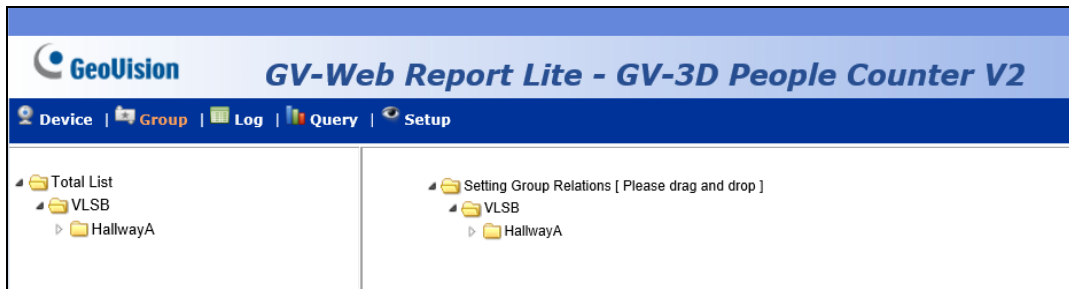 GeoVision
GV-Web Report Lite - GV-3D People Counter V2
Device | Group | Log | Query | Setup
Total List
VLSB
HallwayA
Setting Group Relations [ Please drag and drop ]
VLSB
HallwayA